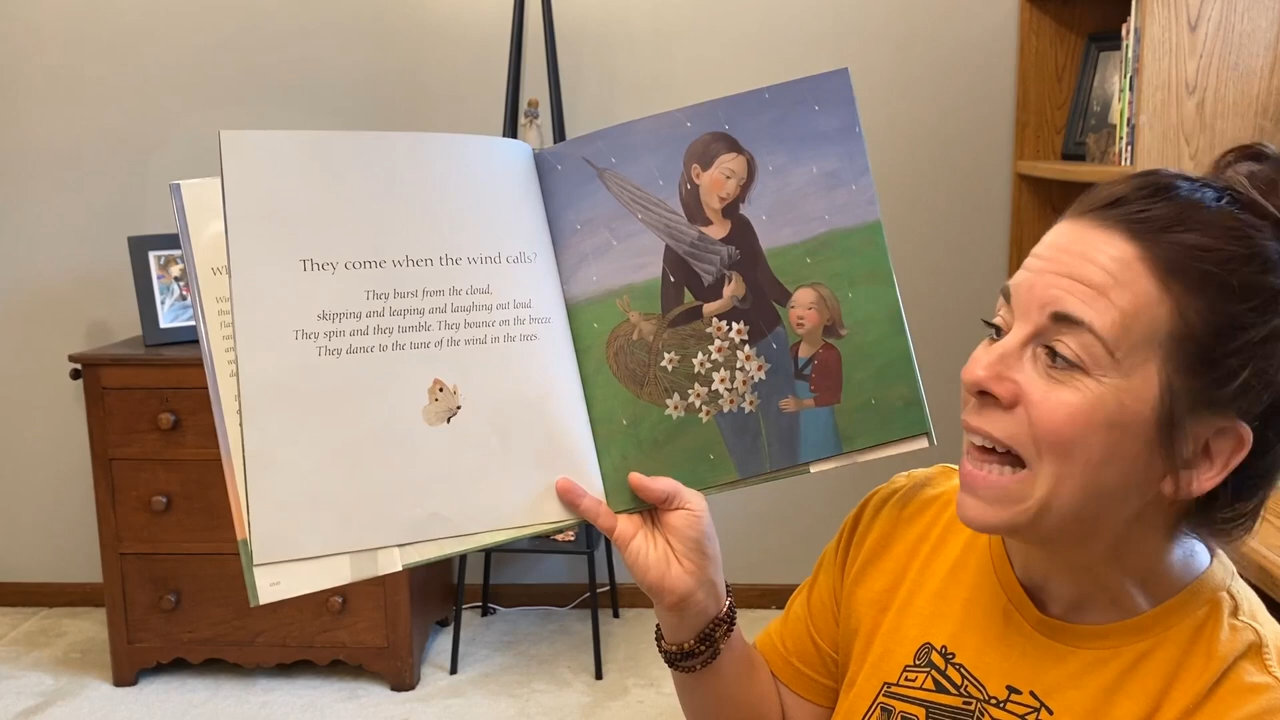 They come when the wind calls?
They burst from the cloud,
skipping and leaping and laughing out loud.
They spin and they tumble. They bounce on the breeze.
They dance to the tune of the wind in the trees.